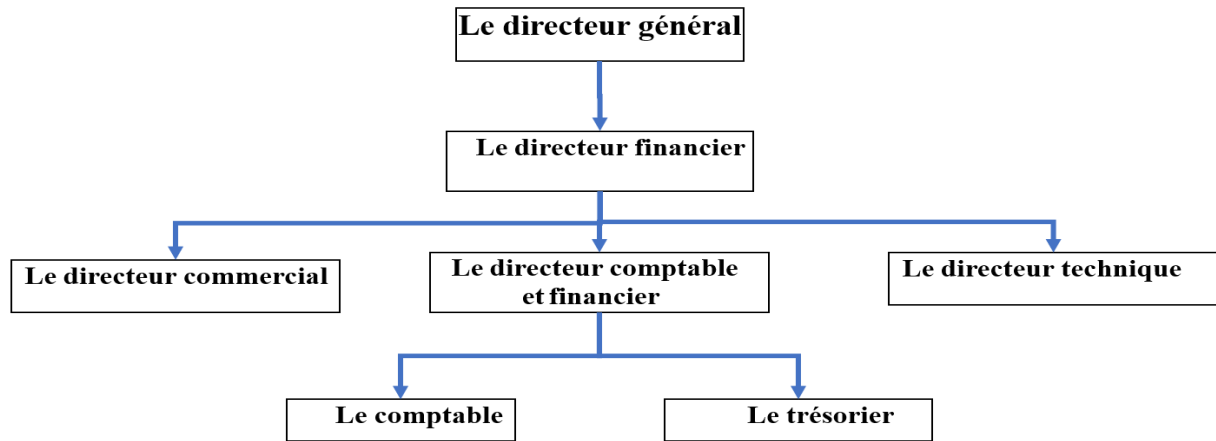 Le directeur général
Le directeur financier
Le directeur commercial
Le directeur comptable
et financier
Le directeur technique
Le comptable
Le trésorier